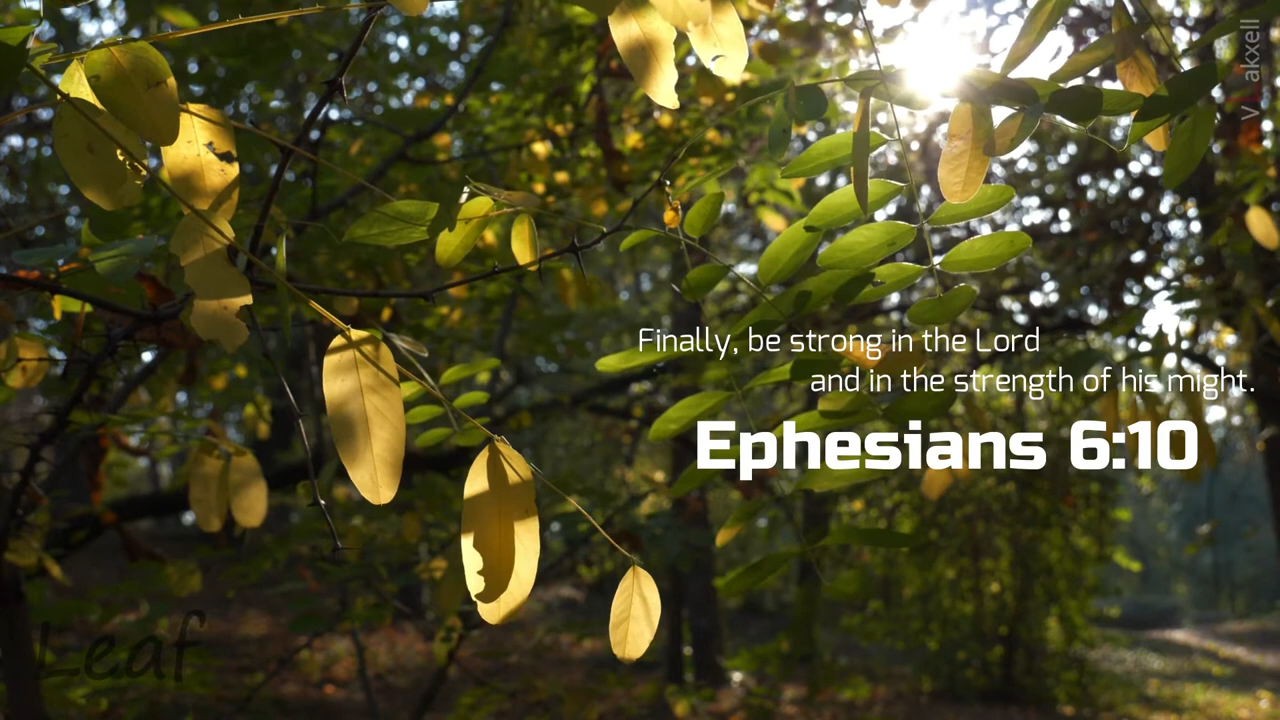 Finally, be strong in the Lord
and in the strength of his might.
Ephesians 6:10
Leaf